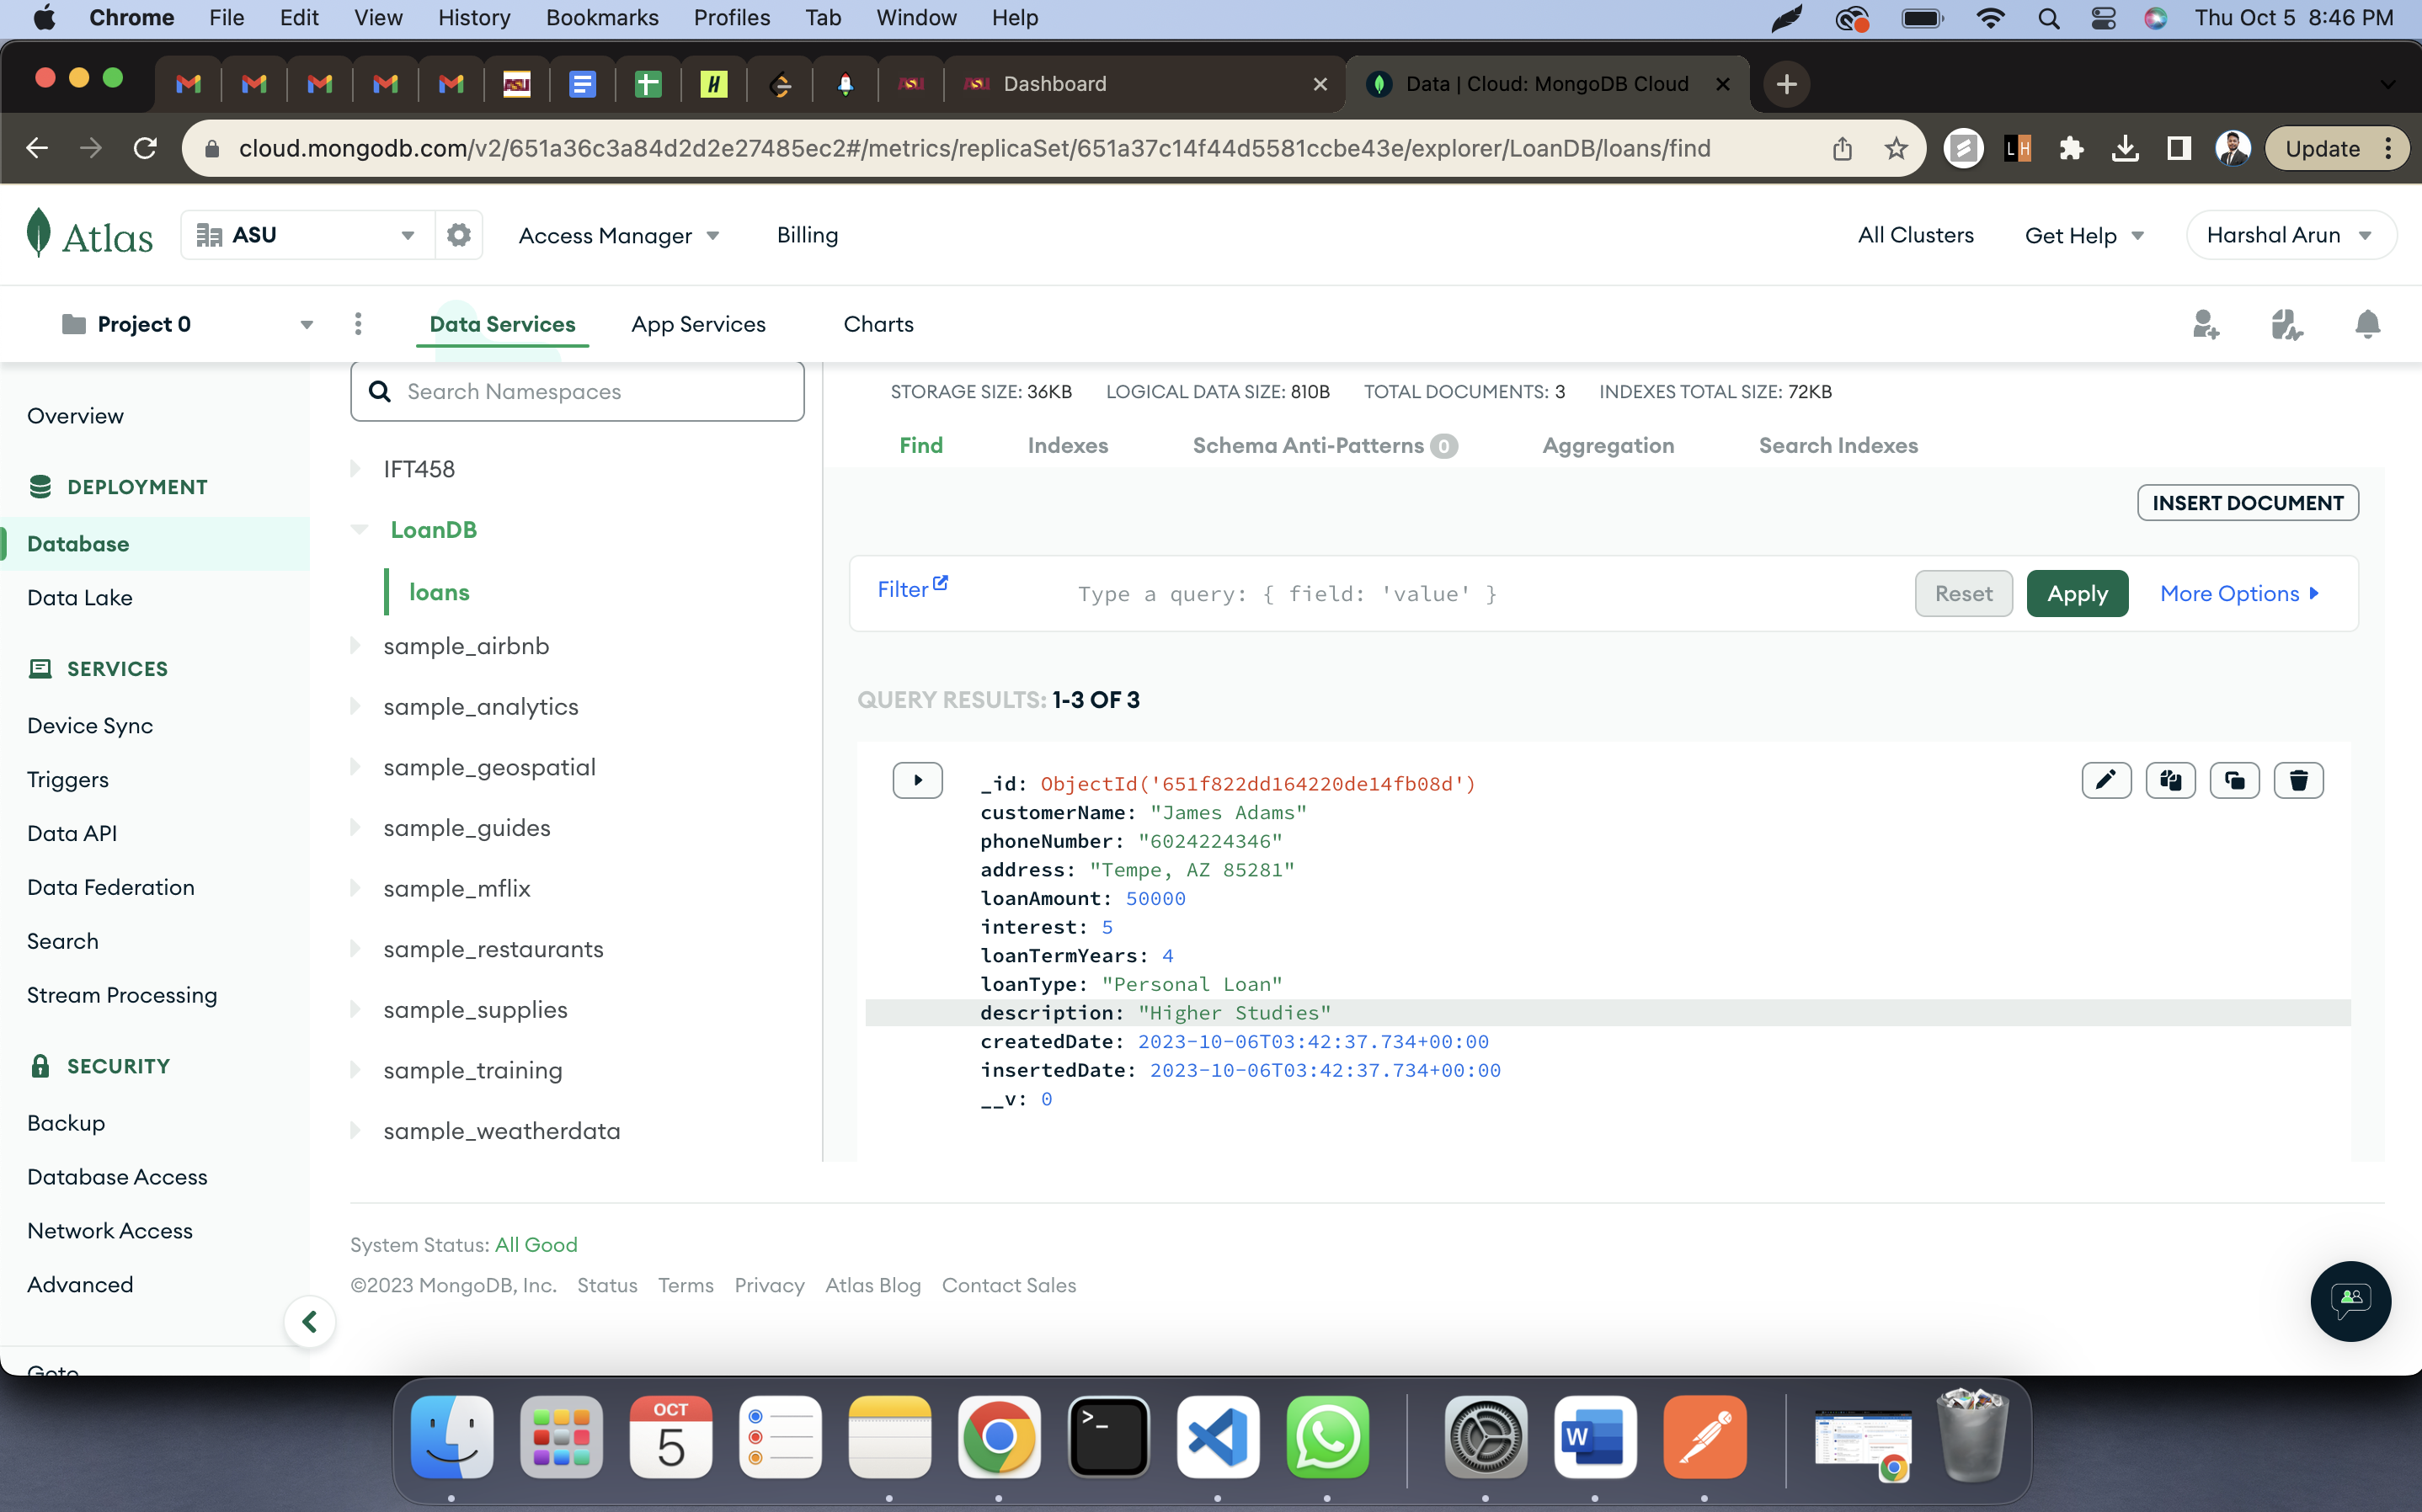 Chrome File Edit View History Bookmarks Profiles Tab Window Help Thu Oct 5 8:46 PM
ASU H ASU ASU Dashboard Data | Cloud: MongoDB Cloud
cloud.mongodb.com/v2/651a36c3a84d2d2e27485ec2#/metrics/replicaSet/651a37c14f44d5581ccbe43e/explorer/LoanDB/loans/find LH Update
Atlas ASU Access Manager Billing All Clusters Get Help Harshal Arun
Project 0 Data Services App Services Charts
Overview
DEPLOYMENT
Database
Data Lake
SERVICES
Device Sync
Triggers
Data API
Data Federation
Search
Stream Processing
SECURITY
Backup
Database Access
Network Access
Advanced
Goto
Search Namespaces
IFT458
LoanDB
loans
sample_airbnb
sample_analytics
sample_geospatial
sample_guides
sample_mflix
sample_restaurants
sample_supplies
sample_training
sample_weatherdata
STORAGE SIZE: 36KB LOGICAL DATA SIZE: 810B TOTAL DOCUMENTS: 3 INDEXES TOTAL SIZE: 72KB
Find Indexes Schema Anti-Patterns 0 Aggregation Search Indexes
INSERT DOCUMENT
Filter Type a query: { field: 'value' } Reset Apply More Options
QUERY RESULTS: 1-3 OF 3
_id: ObjectId('651f822dd164220de14fb08d')
customerName: "James Adams"
phoneNumber: "6024224346"
address: "Tempe, AZ 85281"
loanAmount: 50000
interest: 5
loanTermYears: 4
loanType: "Personal Loan"
description: "Higher Studies"
createdDate: 2023-10-06T03:42:37.734+00:00
insertedDate: 2023-10-06T03:42:37.734+00:00
__v: 0
System Status: All Good
©2023 MongoDB, Inc. Status Terms Privacy Atlas Blog Contact Sales
OCT
5
>_
W